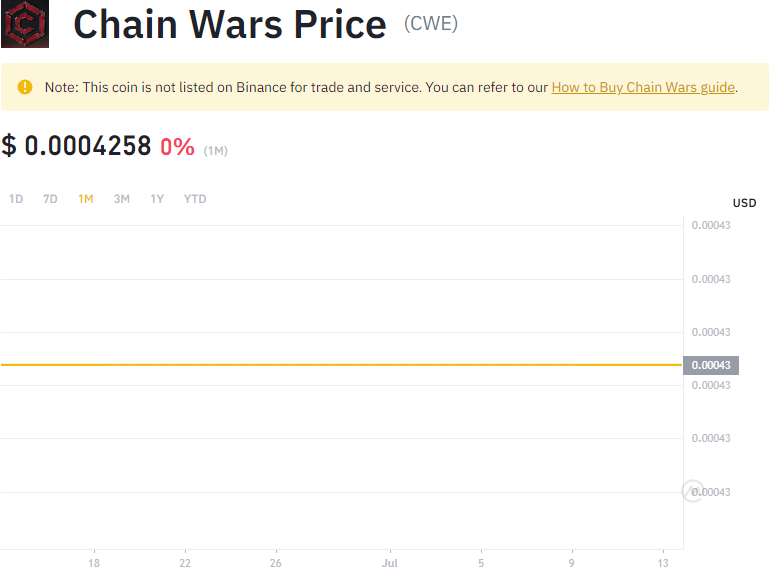 Chain Wars Price (CWE)
Note: This coin is not listed on Binance for trade and service. You can refer to our How to Buy Chain Wars guide.
$ 0.0004258 0% (1M)
1D 7D 1M 3M 1Y YTD
USD
0.00043
0.00043
0.00043
0.00043
0.00043
0.00043
0.00043
18 22 26 Jul 5 9 13